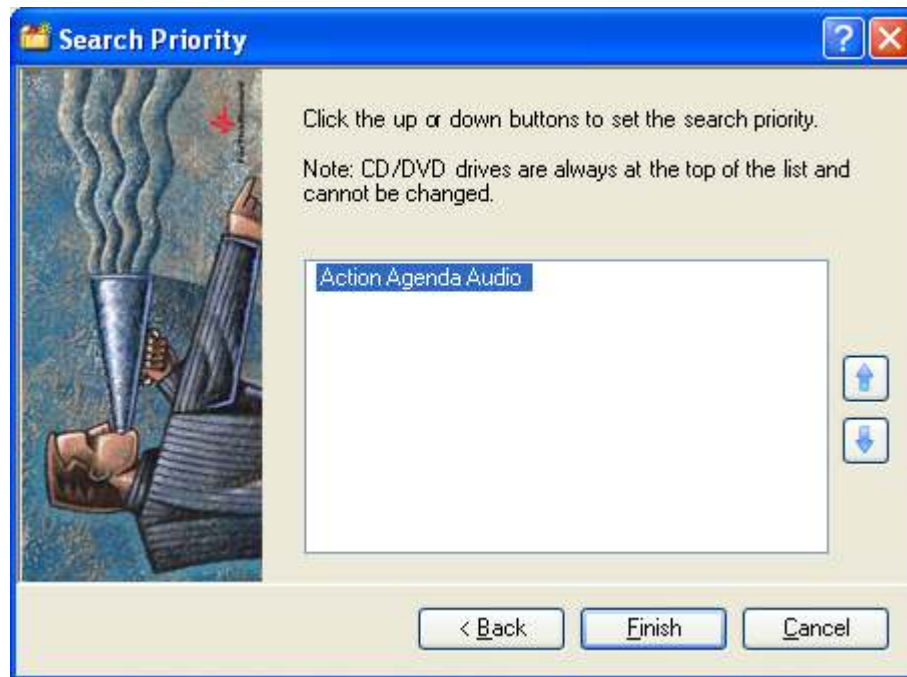 Search Priority
Click the up or down buttons to set the search priority.
Note: CD/DVD drives are always at the top of the list and
cannot be changed.
Action Agenda Audio
< Back
Finish
Cancel